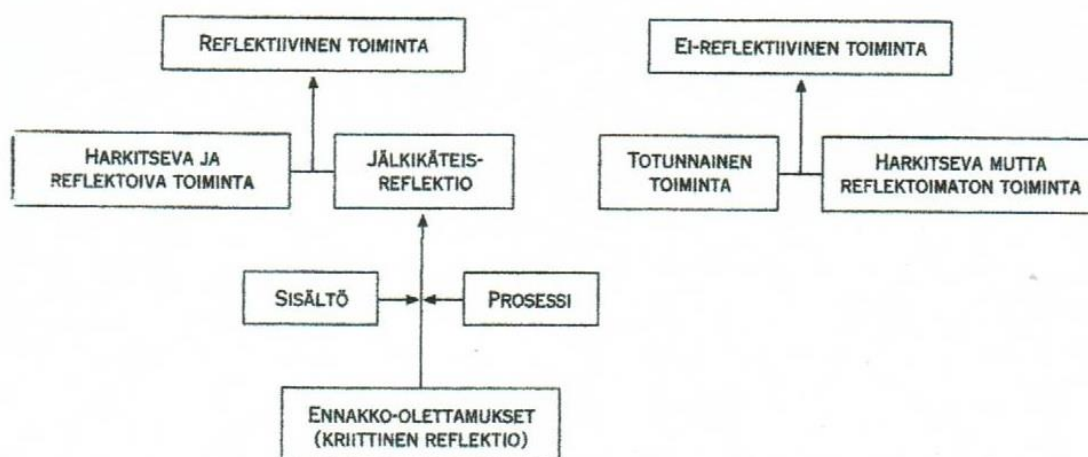 REFLEKTIIVINEN TOIMINTA
EI-REFLEKTIIVINEN TOIMINTA
HARKITSEVA JA
REFLEKTOIVA TOIMINTA
JÄLKIKÄTEIS-
REFLEKTIO
TOTUNNAINEN
TOIMINTA
HARKITSEVA MUTTA
REFLEKTOIMATON TOIMINTA
SISÄLTÖ
PROSESSI
ENNAKKO-OLETTAMUKSET
(KRIITTINEN REFLEKTIO)